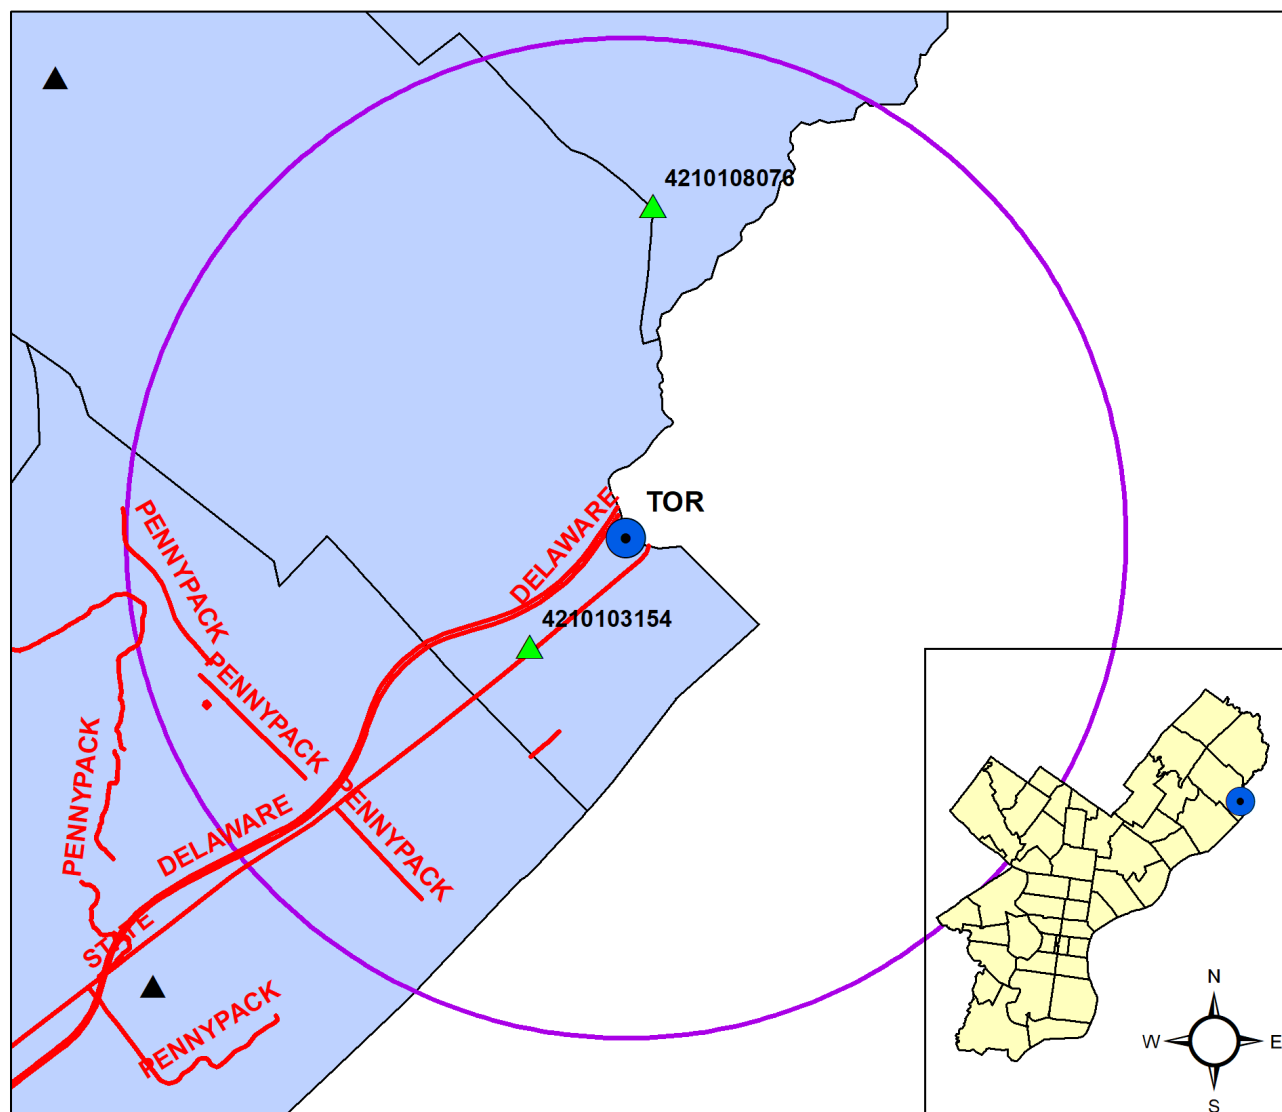 4210108076
TOR
DELAWARE
PENNYPACK
4210103154
PENNYPACK
PENNYPACK
PENNYPACK
DELAWARE
PENNYPACK
STATE
PENNYPACK
N
W
E
S